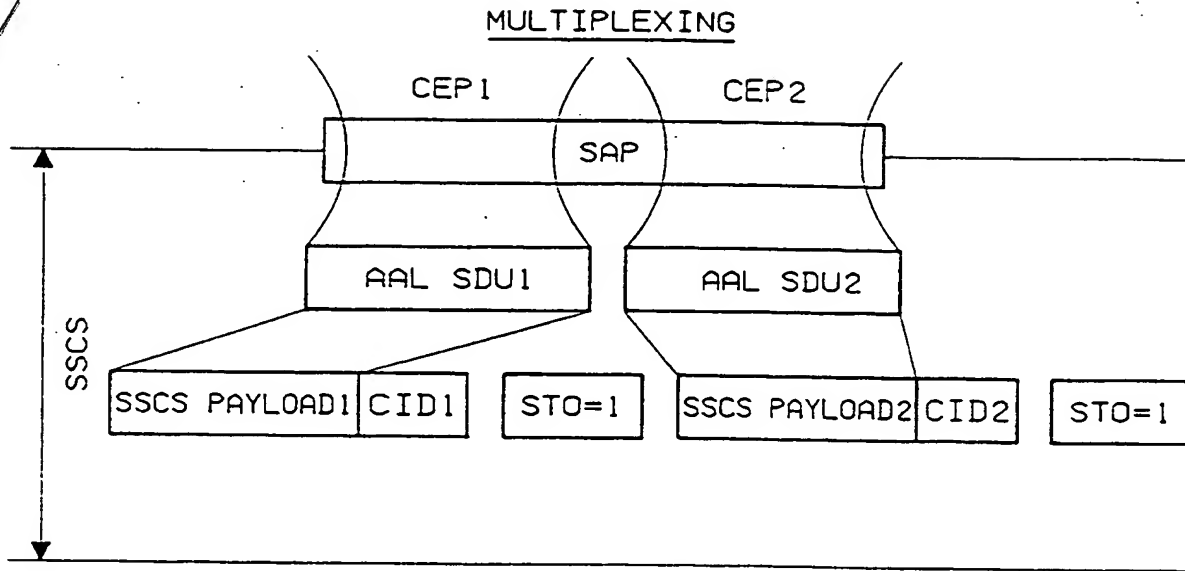 MULTIPLEXING
CEP1
CEP2
SAP
AAL SDU1
AAL SDU2
SSCS
SSCS PAYLOAD1
CID1
STO=1
SSCS PAYLOAD2
CID2
STO=1